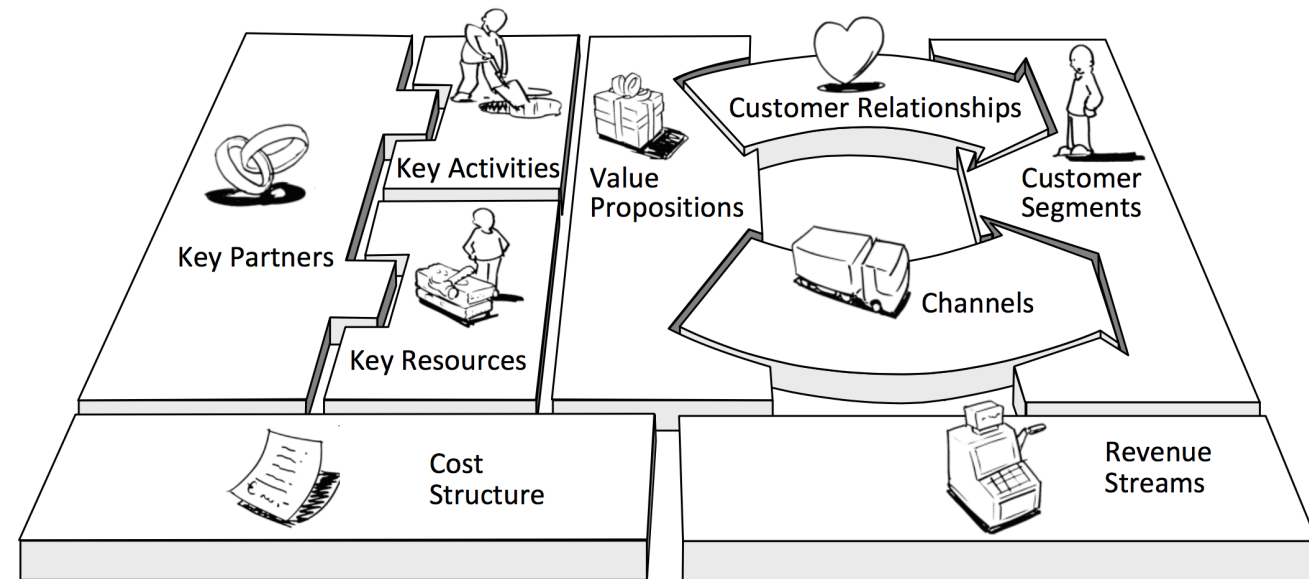 Key Partners
Key Activities
Key Resources
Value
Propositions
Customer Relationships
Channels
Customer
Segments
Cost
Structure
Revenue
Streams